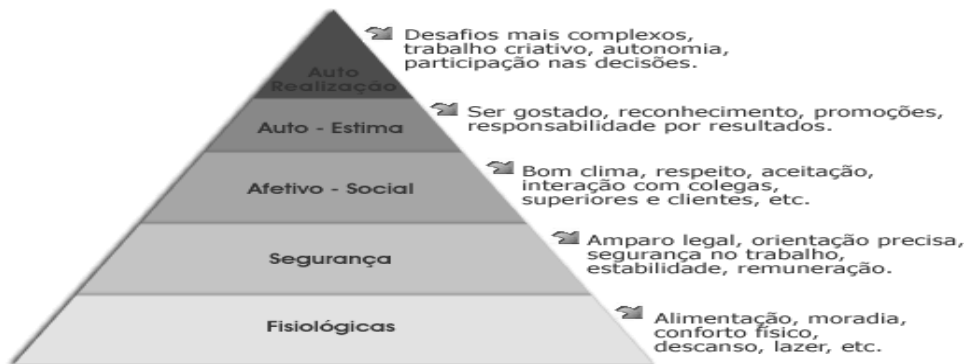 Desafios mais complexos,
trabalho criativo, autonomia,
participação nas decisões.
Auto
Realização
Ser gostado, reconhecimento, promoções,
responsabilidade por resultados.
Auto - Estima
Bom clima, respeito, aceitação,
interação com colegas,
superiores e clientes, etc.
Afetivo - Social
Amparo legal, orientação precisa,
segurança no trabalho,
estabilidade, remuneração.
Segurança
Alimentação, moradia,
conforto físico,
descanso, lazer, etc.
Fisiológicas